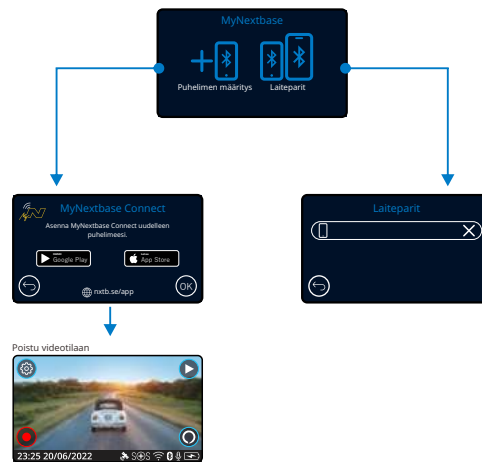 MyNextbase
Puhelimen määritys
Laiteparit
MyNextbase Connect
Asenna MyNextbase Connect uudelleen
puhelimeesi.
Google Play
App Store
nxtb.se/app
OK
Laiteparit
Poistu videotilaan
23:25 20/06/2022
SOS